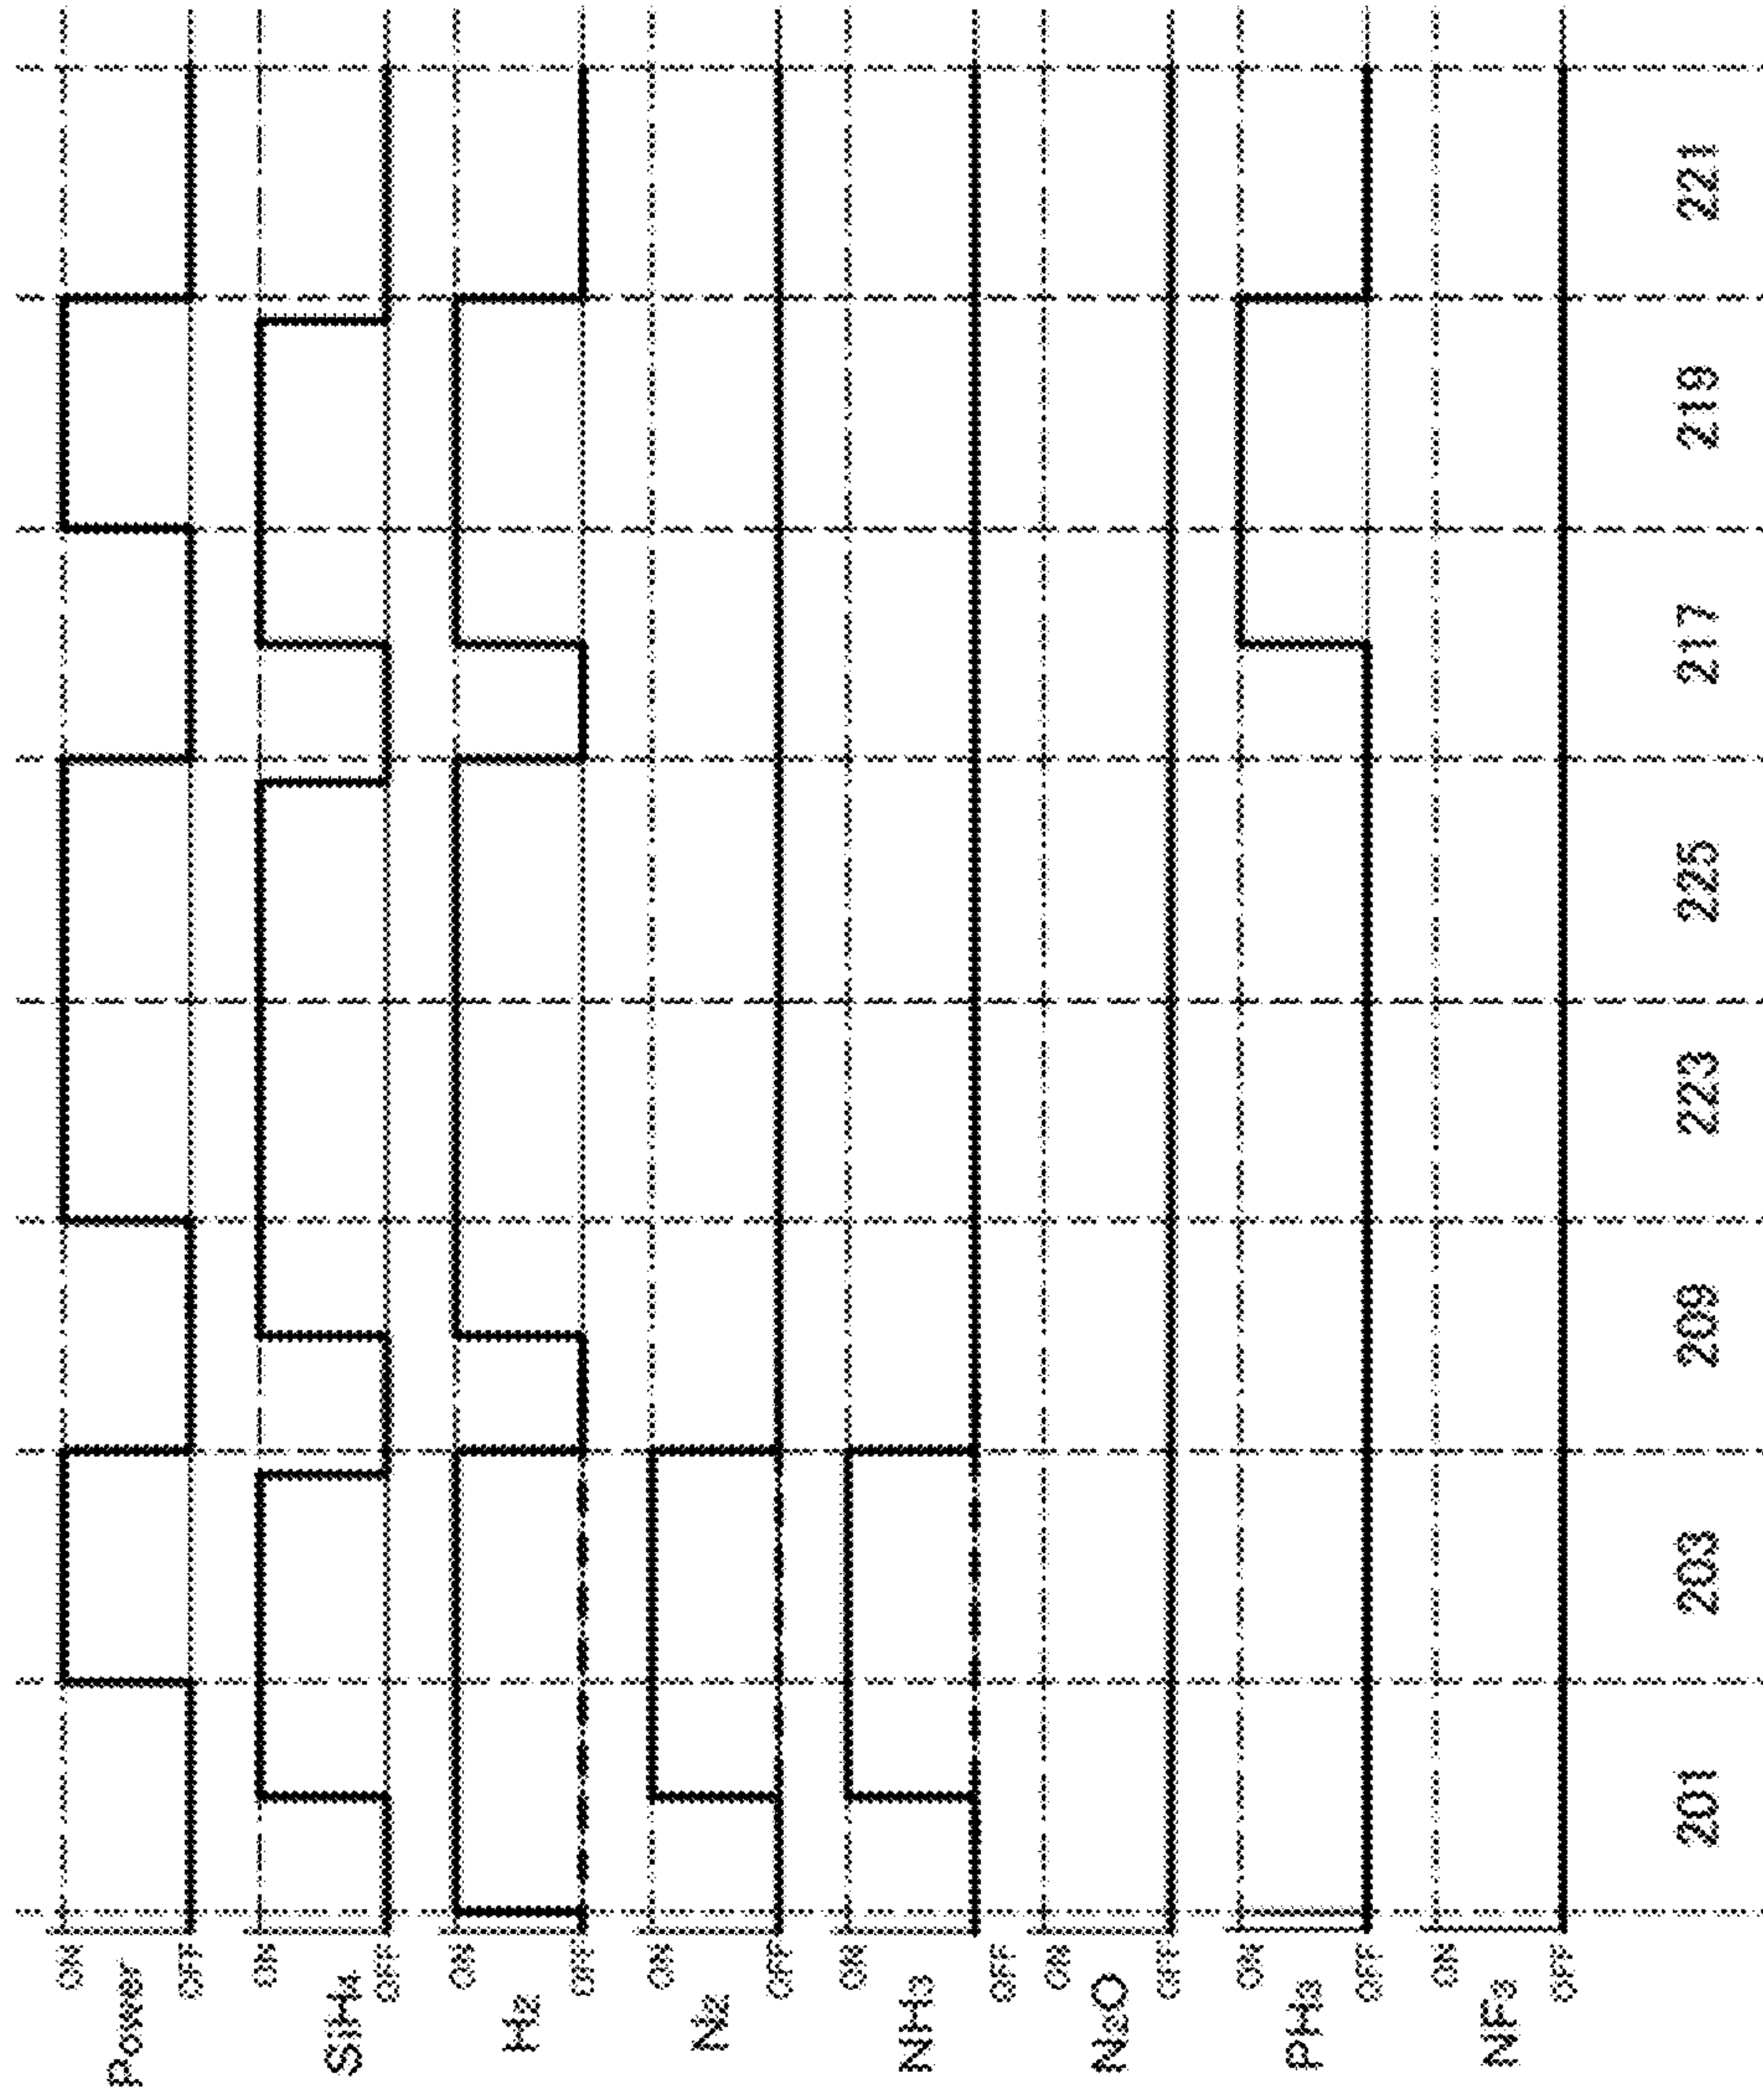 ON
Power
OFF
ON
SiH4
OFF
ON
H2
OFF
ON
N2
OFF
ON
NH3
OFF
ON
N2O
OFF
ON
PH3
OFF
ON
NF3
OFF
201 203 209 223 225 217 219 221